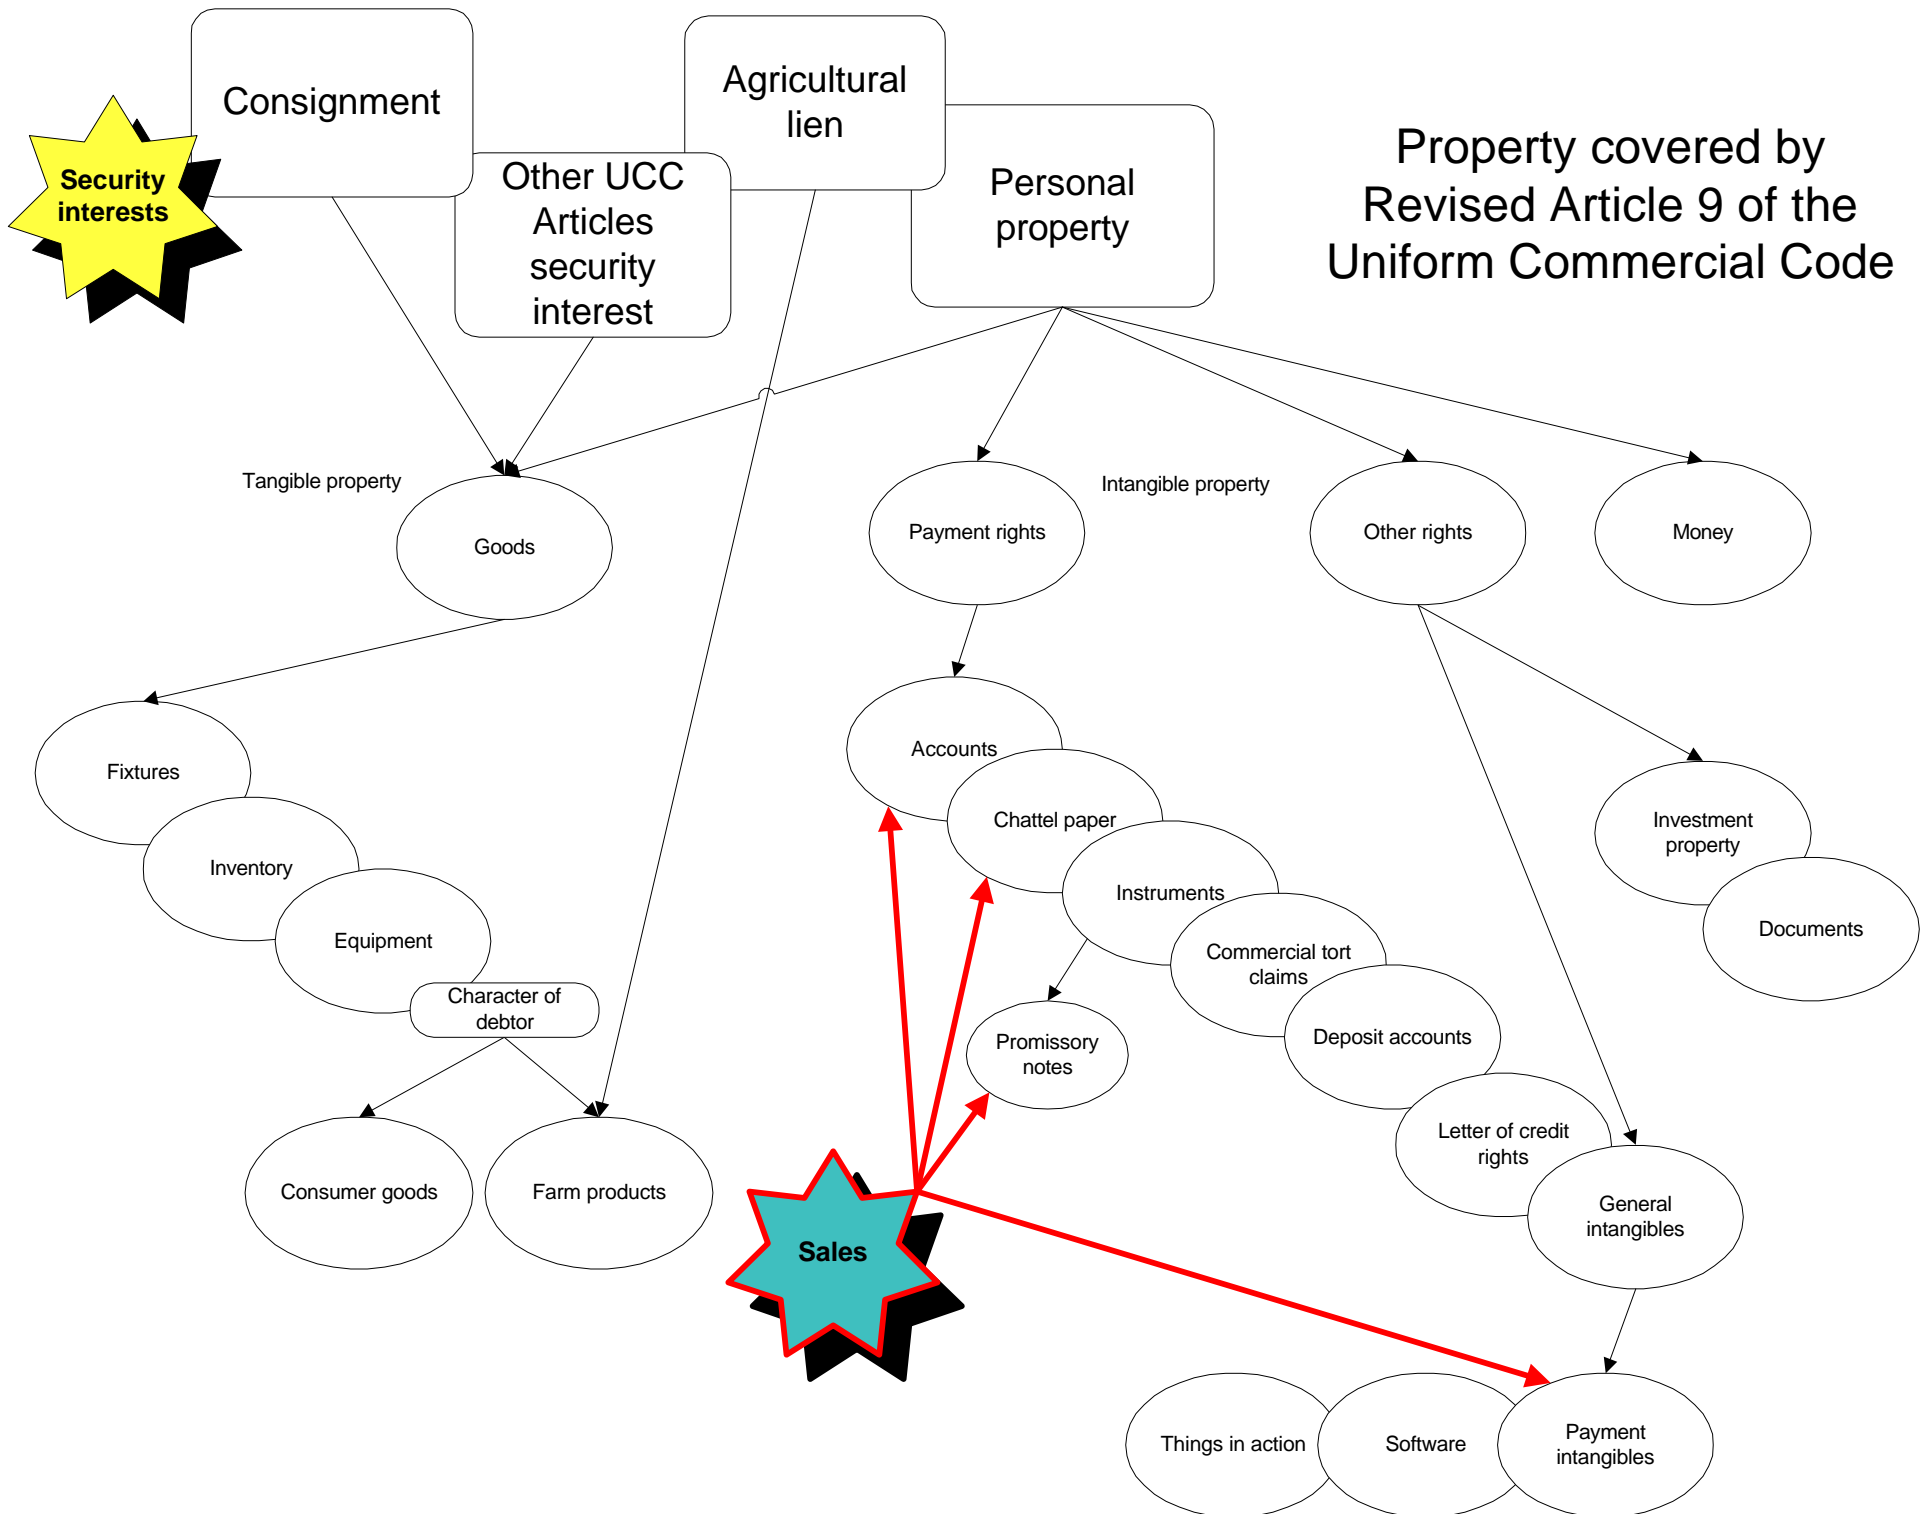 Consignment
Agricultural
lien
Security
interests
Other UCC
Articles
security
interest
Personal
property
Property covered by
Revised Article 9 of the
Uniform Commercial Code
Tangible property
Intangible property
Goods
Payment rights
Other rights
Money
Fixtures
Inventory
Equipment
Character of
debtor
Consumer goods
Farm products
Accounts
Chattel paper
Instruments
Commercial tort
claims
Deposit accounts
Letter of credit
rights
General
intangibles
Promissory
notes
Investment
property
Documents
Sales
Things in action
Software
Payment
intangibles